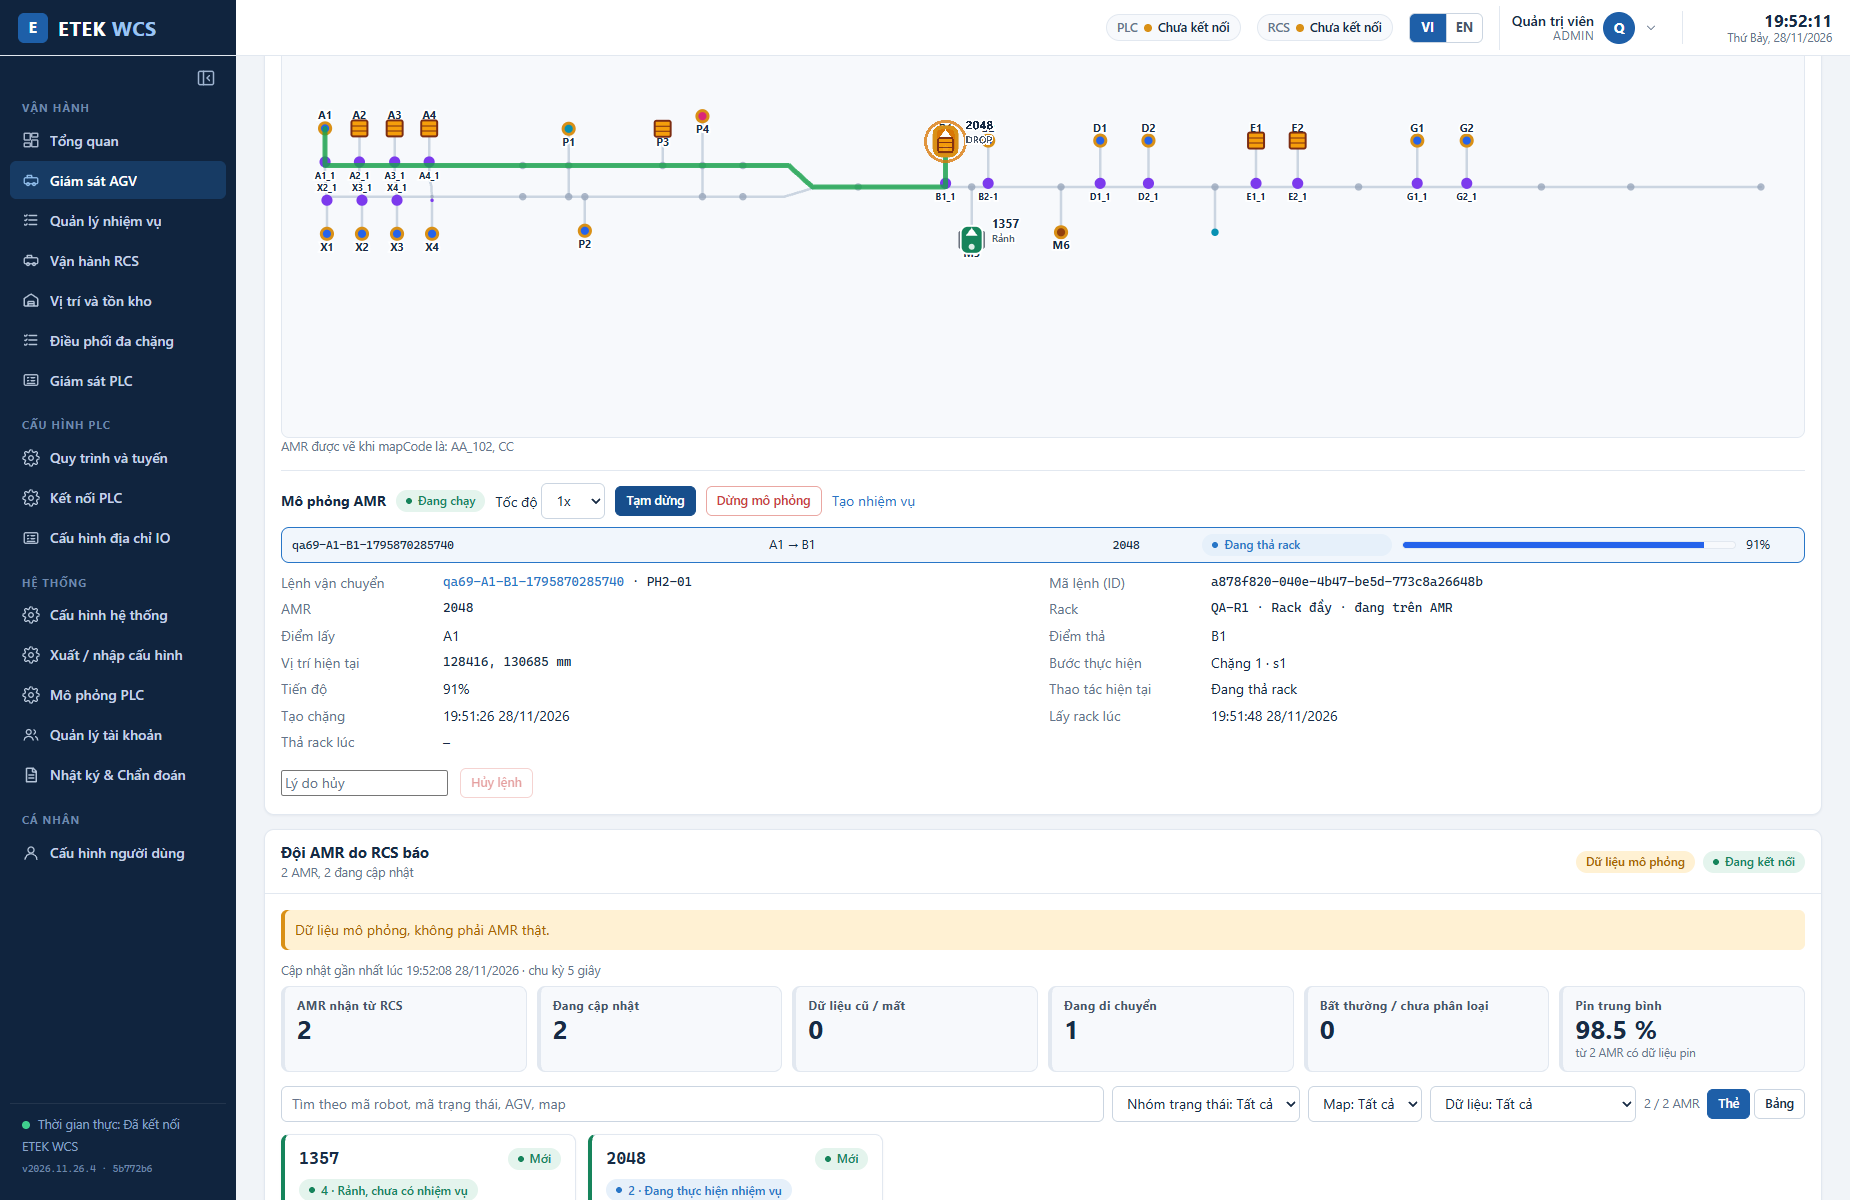 E ETEK WCS
PLC Chưa kết nối
RCS Chưa kết nối
VI EN
Quản trị viên
ADMIN
Q
19:52:11
Thứ Bảy, 28/11/2026
VẬN HÀNH
Tổng quan
Giám sát AGV
Quản lý nhiệm vụ
Vận hành RCS
Vị trí và tồn kho
Điều phối đa chặng
Giám sát PLC
CẤU HÌNH PLC
Quy trình và tuyến
Kết nối PLC
Cấu hình địa chỉ IO
HỆ THỐNG
Cấu hình hệ thống
Xuất / nhập cấu hình
Mô phỏng PLC
Quản lý tài khoản
Nhật ký & Chẩn đoán
CÁ NHÂN
Cấu hình người dùng
Thời gian thực: Đã kết nối
ETEK WCS
v2026.11.26.4 · 5b772b6
A1 A2 A3 A4
P1 P3 P4
2048
DROP
D1 D2 E1 E2 G1 G2
A1_1 A2_1 A3_1 A4_1
X2_1 X3_1 X4_1
B1_1 B2-1 D1_1 D2_1 E1_1 E2_1 G1_1 G2_1
X1 X2 X3 X4
P2
1357
Rảnh
M6
AMR được vẽ khi mapCode là: AA_102, CC
Mô phỏng AMR Đang chạy Tốc độ 1x Tạm dừng Dừng mô phỏng Tạo nhiệm vụ
qa69-A1-B1-1795870285740 A1 → B1 2048 Đang thả rack 91%
Lệnh vận chuyển qa69-A1-B1-1795870285740 · PH2-01
Mã lệnh (ID) a878f820-040e-4b47-be5d-773c8a26648b
AMR 2048
Rack QA-R1 · Rack đầy · đang trên AMR
Điểm lấy A1
Điểm thả B1
Vị trí hiện tại 128416, 130685 mm
Bước thực hiện Chặng 1 · s1
Tiến độ 91%
Thao tác hiện tại Đang thả rack
Tạo chặng 19:51:26 28/11/2026
Lấy rack lúc 19:51:48 28/11/2026
Thả rack lúc –
Lý do hủy Hủy lệnh
Đội AMR do RCS báo
2 AMR, 2 đang cập nhật
Dữ liệu mô phỏng Đang kết nối
Dữ liệu mô phỏng, không phải AMR thật.
Cập nhật gần nhất lúc 19:52:08 28/11/2026 · chu kỳ 5 giây
AMR nhận từ RCS
2
Đang cập nhật
2
Dữ liệu cũ / mất
0
Đang di chuyển
1
Bất thường / chưa phân loại
0
Pin trung bình
98.5 %
từ 2 AMR có dữ liệu pin
Tìm theo mã robot, mã trạng thái, AGV, map
Nhóm trạng thái: Tất cả
Map: Tất cả
Dữ liệu: Tất cả
2 / 2 AMR
Thẻ Bảng
1357 Mới
4 · Rảnh, chưa có nhiệm vụ
2048 Mới
2 · Đang thực hiện nhiệm vụ